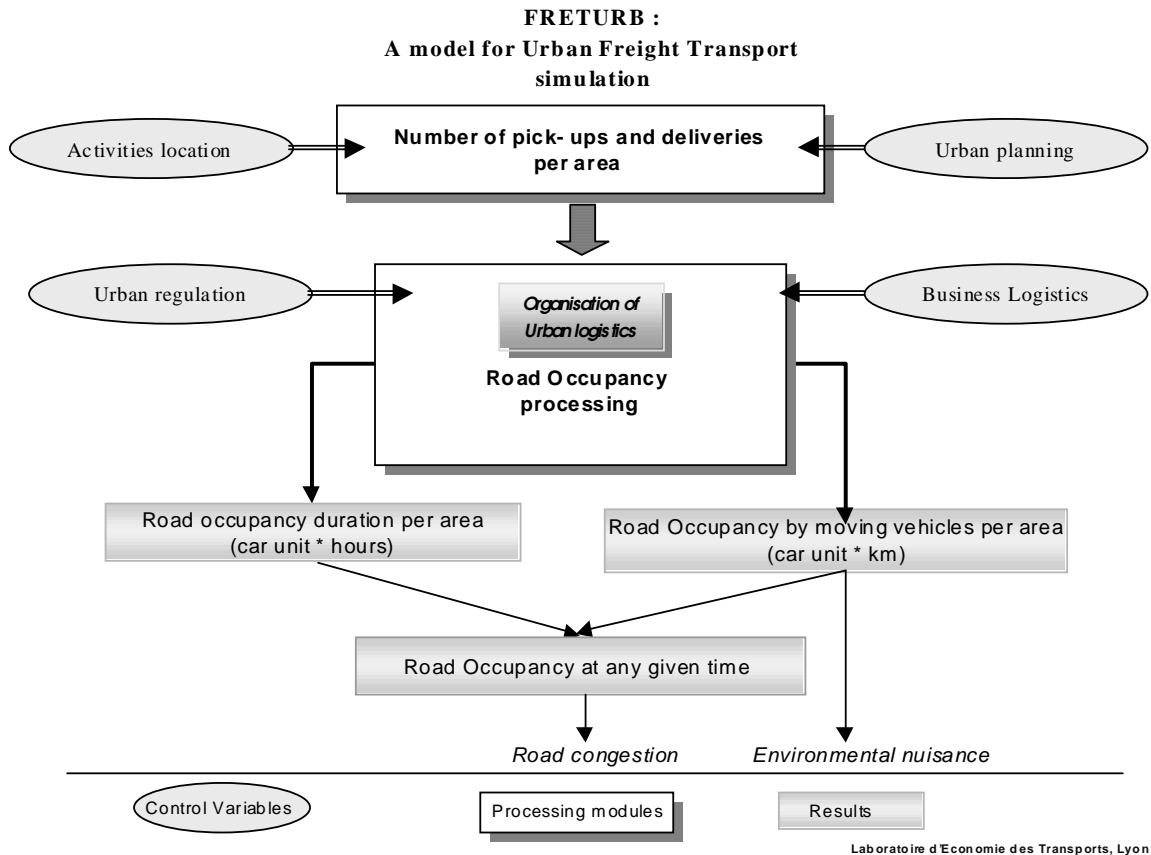 FRETURB :
A model for Urban Freight Transport
simulation
Number of pick- ups and deliveries
per area
Activities location
Urban planning
Urban regulation
Business Logistics
Organisation of
Urban logistics
Road Occupancy
processing
Road occupancy duration per area
(car unit * hours)
Road Occupancy by moving vehicles per area
(car unit * km)
Road Occupancy at any given time
Road congestion
Environmental nuisance
Control Variables
Processing modules
Results
Laboratoire d'Economie des Transports, Lyon